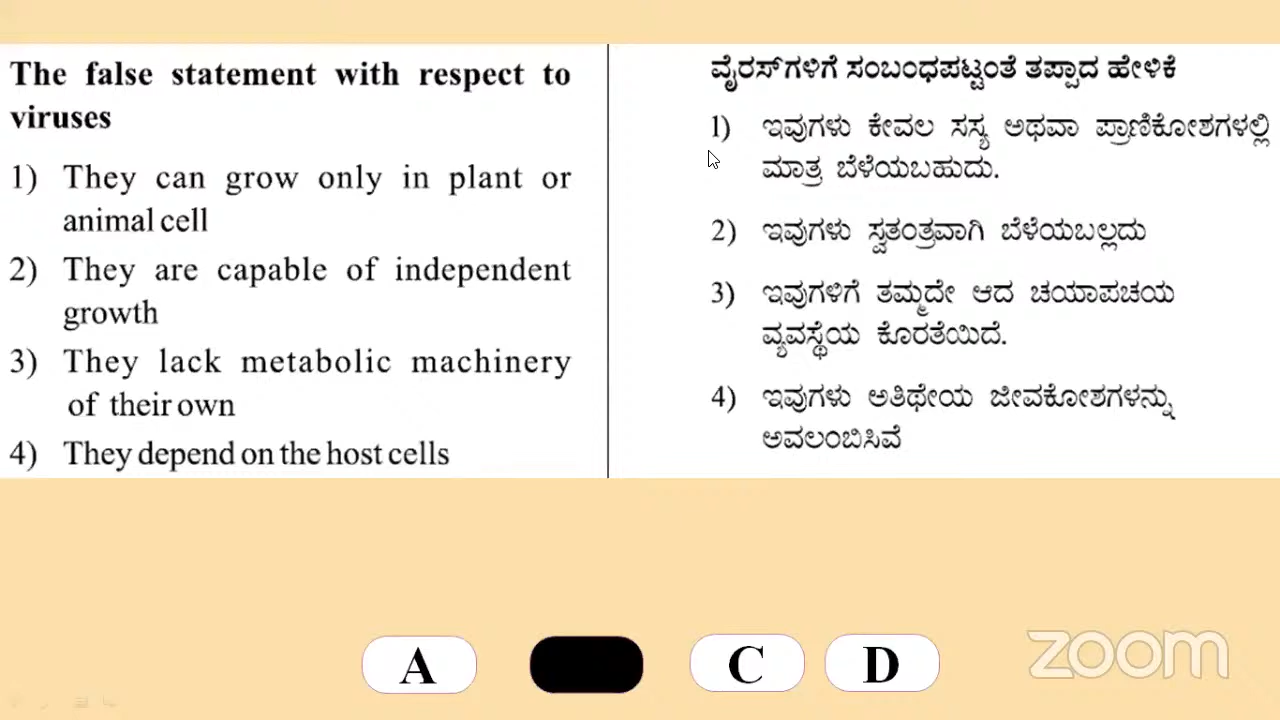 The false statement with respect to
viruses
1) They can grow only in plant or
animal cell
2) They are capable of independent
growth
3) They lack metabolic machinery
of their own
4) They depend on the host cells
ವೈರಸ್‌ಗಳಿಗೆ ಸಂಬಂಧಪಟ್ಟಂತೆ ತಪ್ಪಾದ ಹೇಳಿಕೆ
1) ಇವುಗಳು ಕೇವಲ ಸಸ್ಯ ಅಥವಾ ಪ್ರಾಣಿಕೋಶಗಳಲ್ಲಿ
ಮಾತ್ರ ಬೆಳೆಯಬಹುದು.
2) ಇವುಗಳು ಸ್ವತಂತ್ರವಾಗಿ ಬೆಳೆಯಬಲ್ಲದು
3) ಇವುಗಳಿಗೆ ತಮ್ಮದೇ ಆದ ಚಯಾಪಚಯ
ವ್ಯವಸ್ಥೆಯ ಕೊರತೆಯಿದೆ.
4) ಇವುಗಳು ಅತಿಥೇಯ ಜೀವಕೋಶಗಳನ್ನು
ಅವಲಂಬಿಸಿವೆ
A C D
zoom